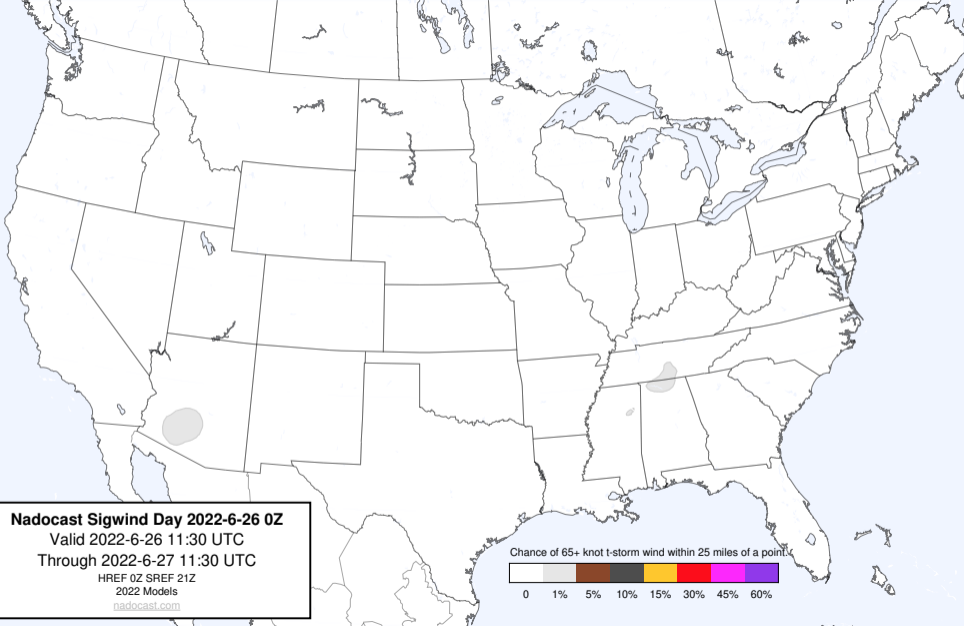 Nadocast Sigwind Day 2022-6-26 0Z
Valid 2022-6-26 11:30 UTC
Through 2022-6-27 11:30 UTC
HREF 0Z SREF 21Z
2022 Models
nadocast.com
Chance of 65+ knot t-storm wind within 25 miles of a point.
0 1% 5% 10% 15% 30% 45% 60%